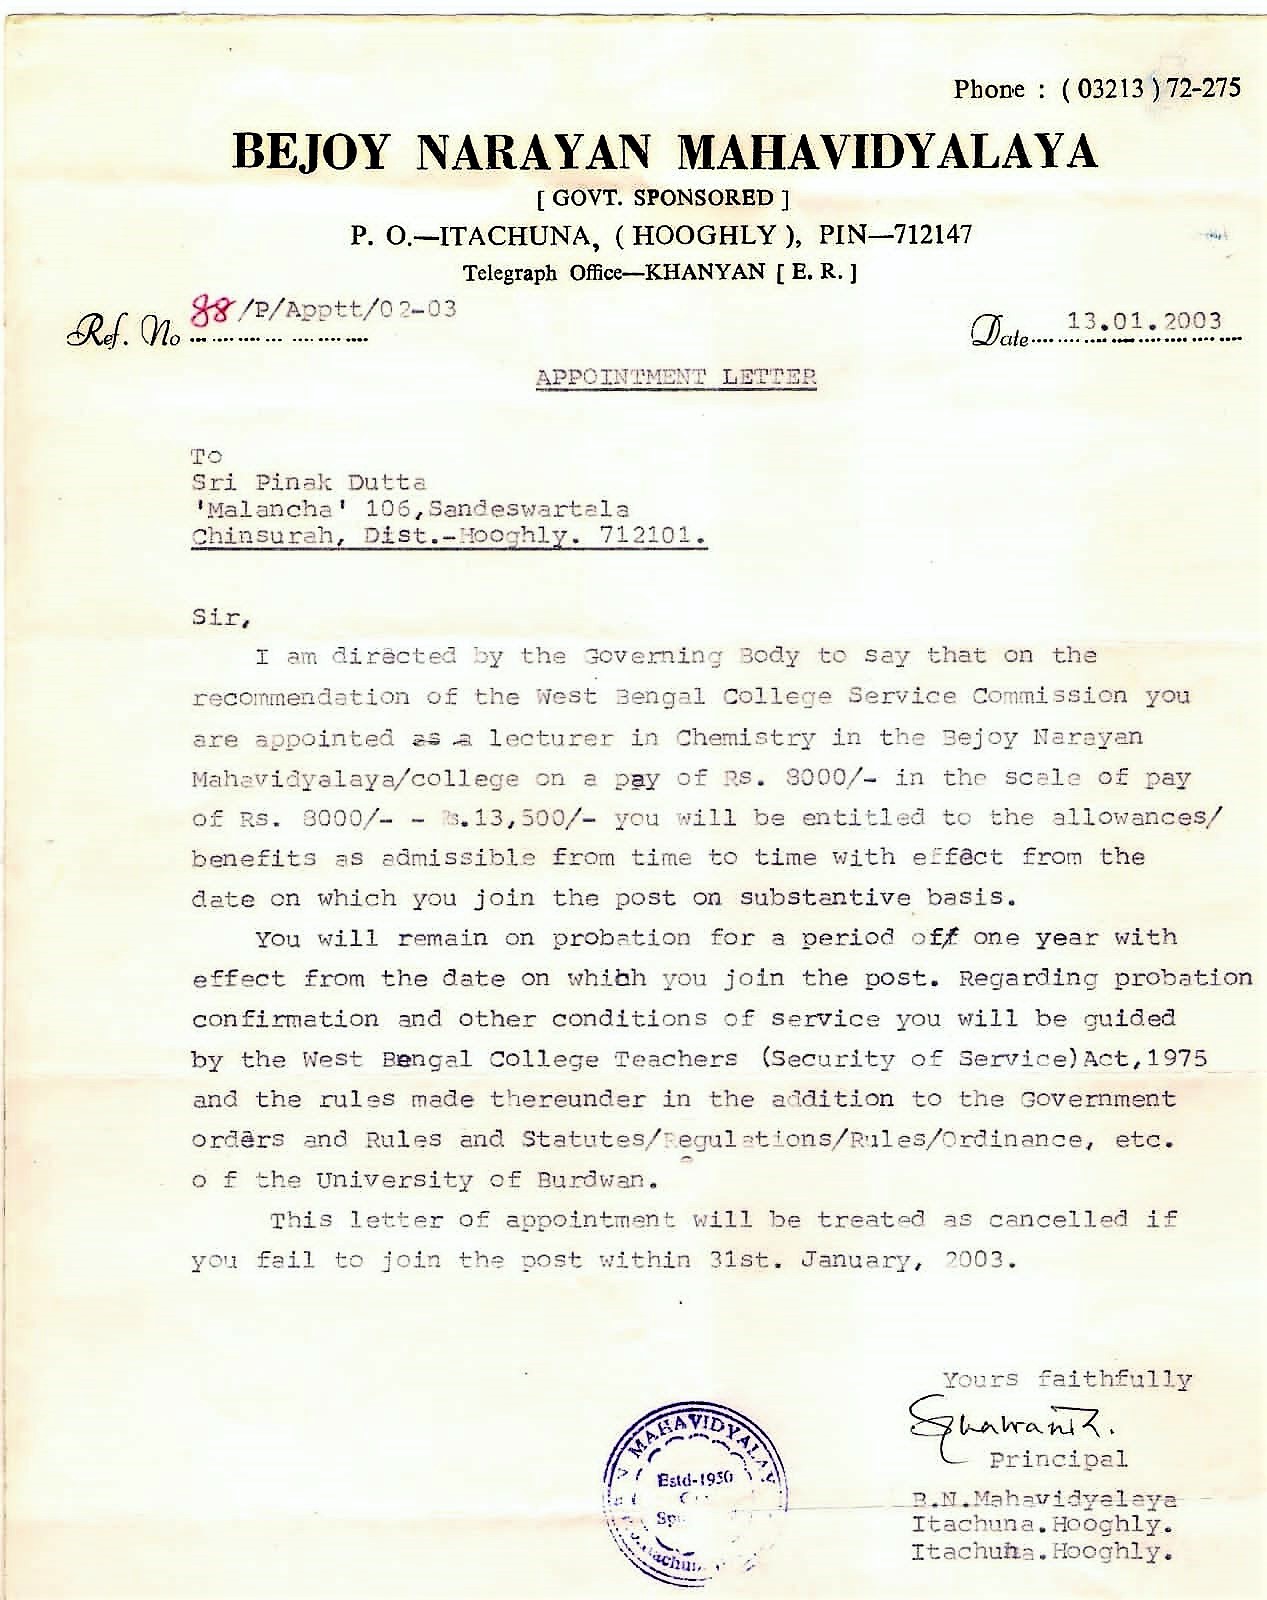 Phone : ( 03213 ) 72-275
BEJOY NARAYAN MAHAVIDYALAYA
[ GOVT. SPONSORED ]
P. O.—ITACHUNA, ( HOOGHLY ), PIN—712147
Telegraph Office—KHANYAN [ E. R. ]
Ref. No 88/P/Apptt/02-03
Date 13.01.2003
APPOINTMENT LETTER
To
Sri Pinak Dutta
'Malancha' 106,Sandeswartala
Chinsurah, Dist.-Hooghly. 712101.
Sir,
I am directed by the Governing Body to say that on the
recommendation of the West Bengal College Service Commission you
are appointed as a lecturer in Chemistry in the Bejoy Narayan
Mahavidyalaya/college on a pay of Rs. 8000/- in the scale of pay
of Rs. 8000/- - Rs.13,500/- you will be entitled to the allowances/
benefits as admissible from time to time with effect from the
date on which you join the post on substantive basis.
You will remain on probation for a period of one year with
effect from the date on which you join the post. Regarding probation
confirmation and other conditions of service you will be guided
by the West Bengal College Teachers (Security of Service)Act,1975
and the rules made thereunder in the addition to the Government
orders and Rules and Statutes/Regulations/Rules/Ordinance, etc.
o f the University of Burdwan.
This letter of appointment will be treated as cancelled if
you fail to join the post within 31st. January, 2003.
Yours faithfully
Principal
B.N.Mahavidyalaya
Itachuna.Hooghly.
Itachuna.Hooghly.
MAHAVIDYALAY
Estd-1950